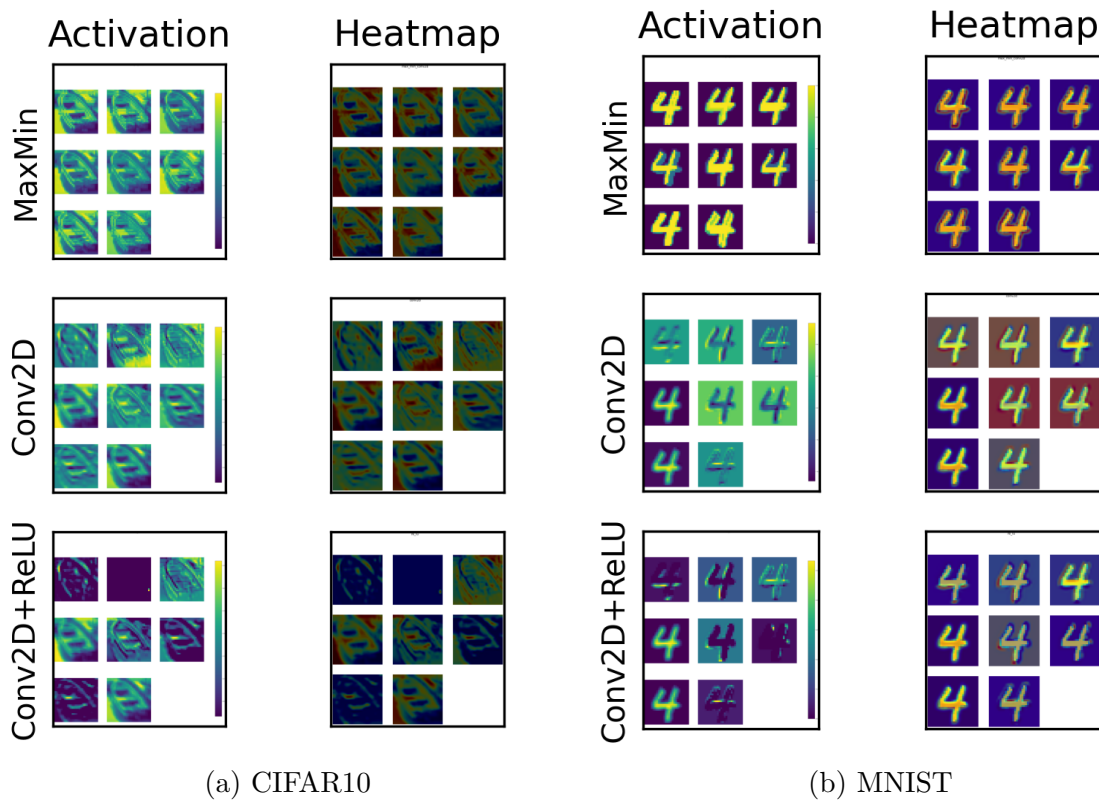 Activation Heatmap Activation Heatmap
MaxMin
MaxMin
Conv2D
Conv2D
Conv2D+ReLU
Conv2D+ReLU
(a) CIFAR10
(b) MNIST